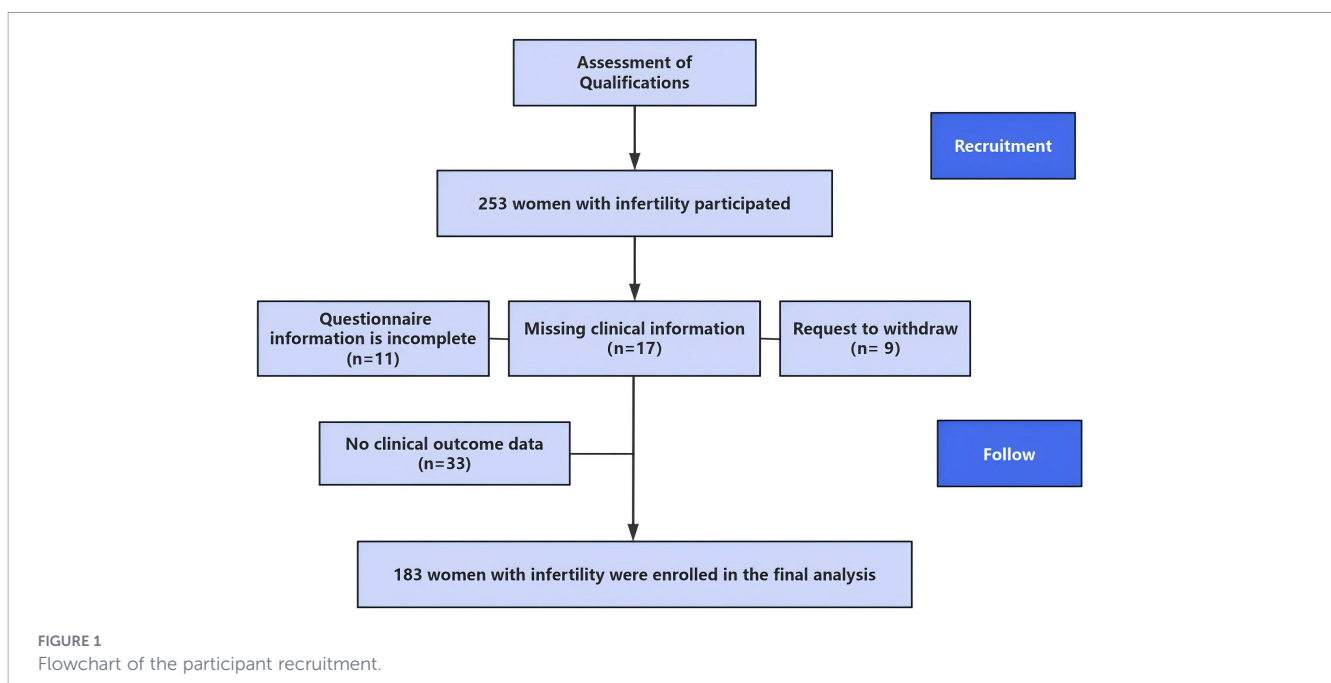 Assessment of
Qualifications
Recruitment
253 women with infertility participated
Questionnaire
information is incomplete
(n=11)
Missing clinical information
(n=17)
Request to withdraw
(n= 9)
No clinical outcome data
(n=33)
Follow
183 women with infertility were enrolled in the final analysis
FIGURE 1
Flowchart of the participant recruitment.